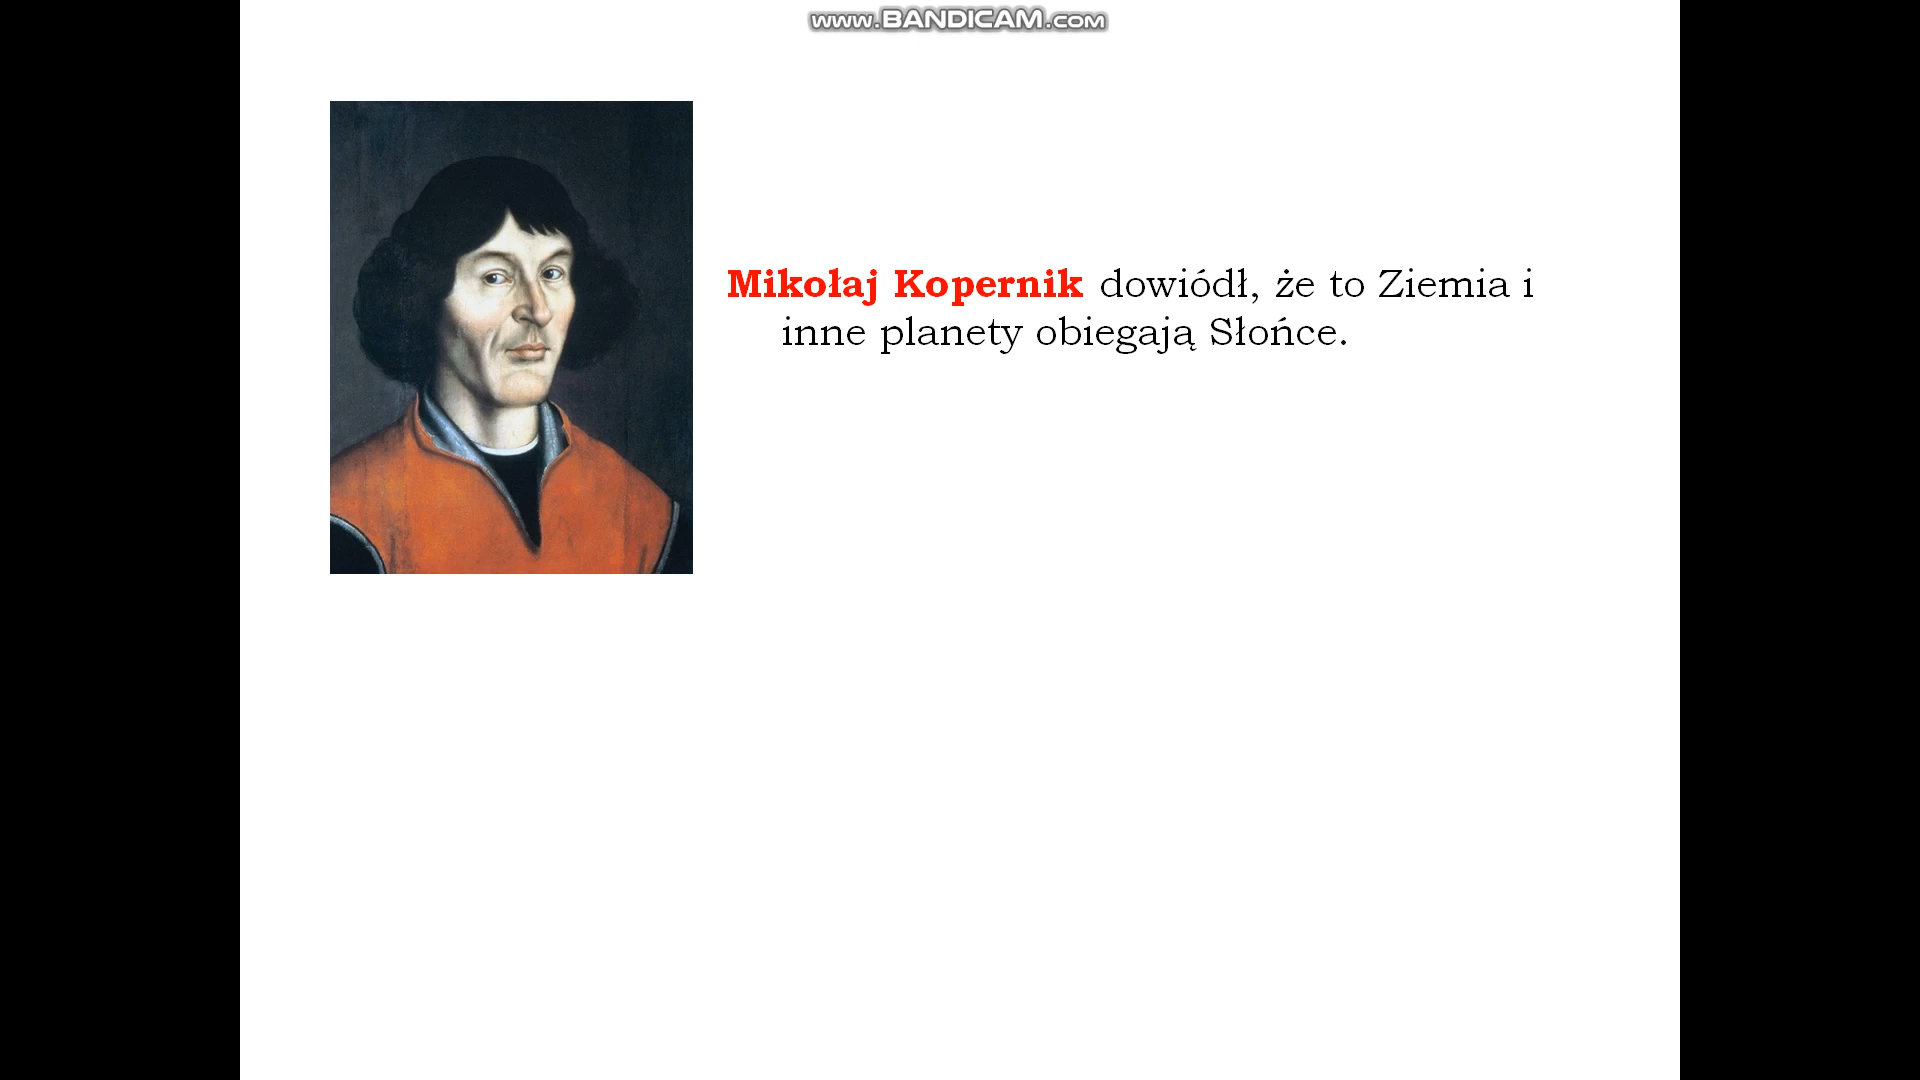 www.BANDICAM.com
Mikołaj Kopernik dowiódł, że to Ziemia i
inne planety obiegają Słońce.